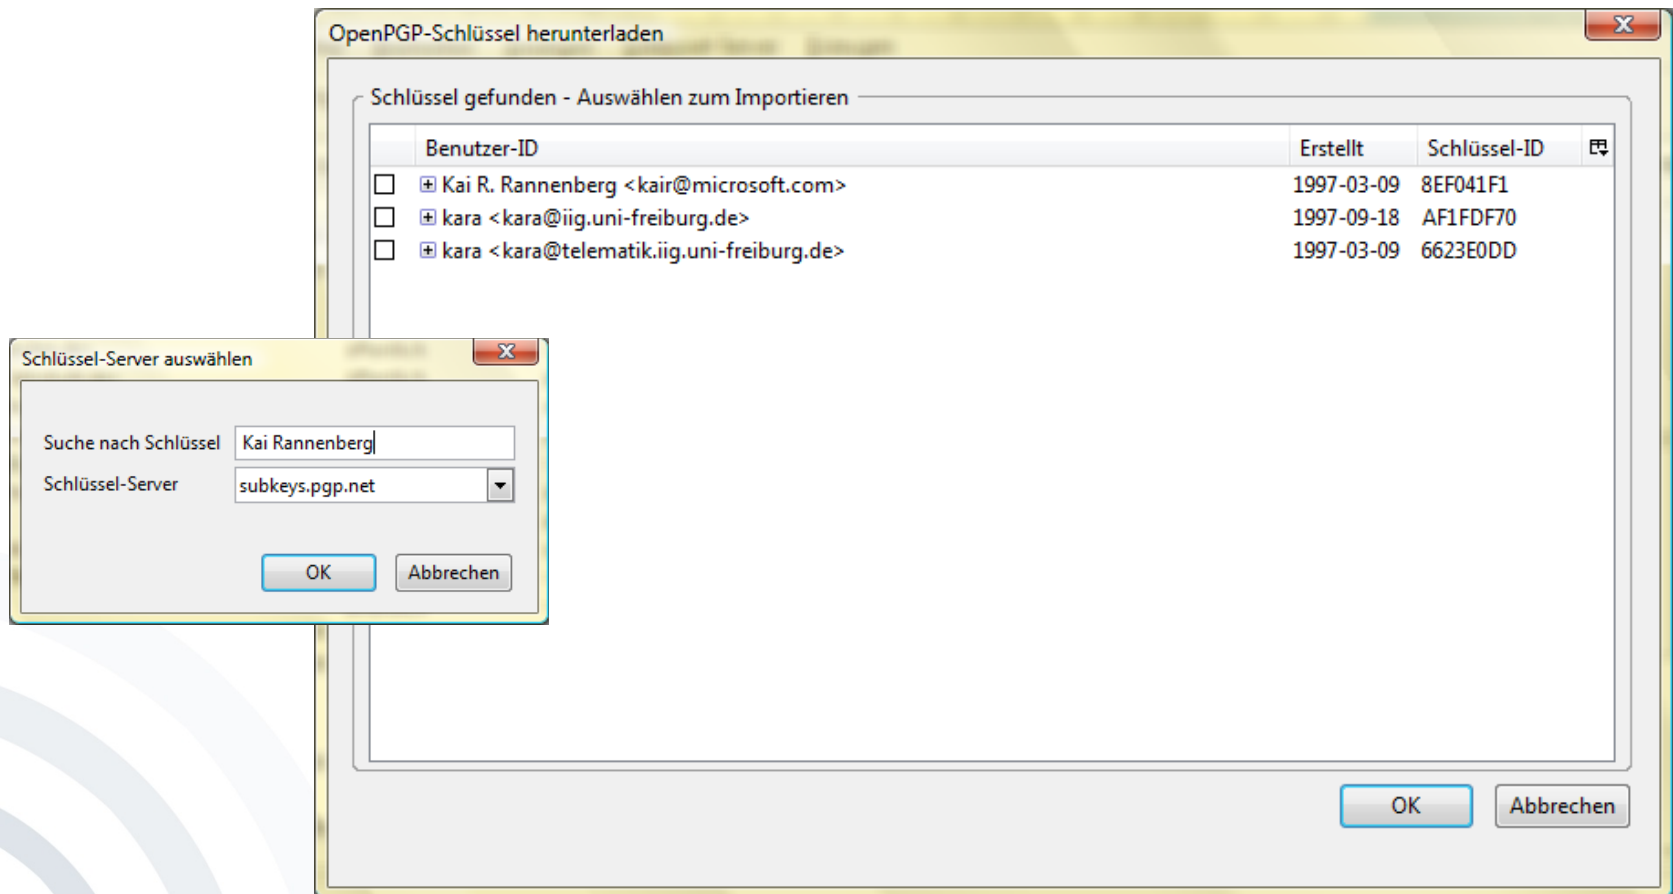 OpenPGP-Schlüssel herunterladen
Schlüssel gefunden - Auswählen zum Importieren
Benutzer-ID Erstellt Schlüssel-ID
Kai R. Rannenberg <kair@microsoft.com> 1997-03-09 8EF041F1
kara <kara@iig.uni-freiburg.de> 1997-09-18 AF1FDF70
kara <kara@telematik.iig.uni-freiburg.de> 1997-03-09 6623E0DD
Schlüssel-Server auswählen
Suche nach Schlüssel Kai Rannenberg
Schlüssel-Server subkeys.pgp.net
OK Abbrechen
OK Abbrechen